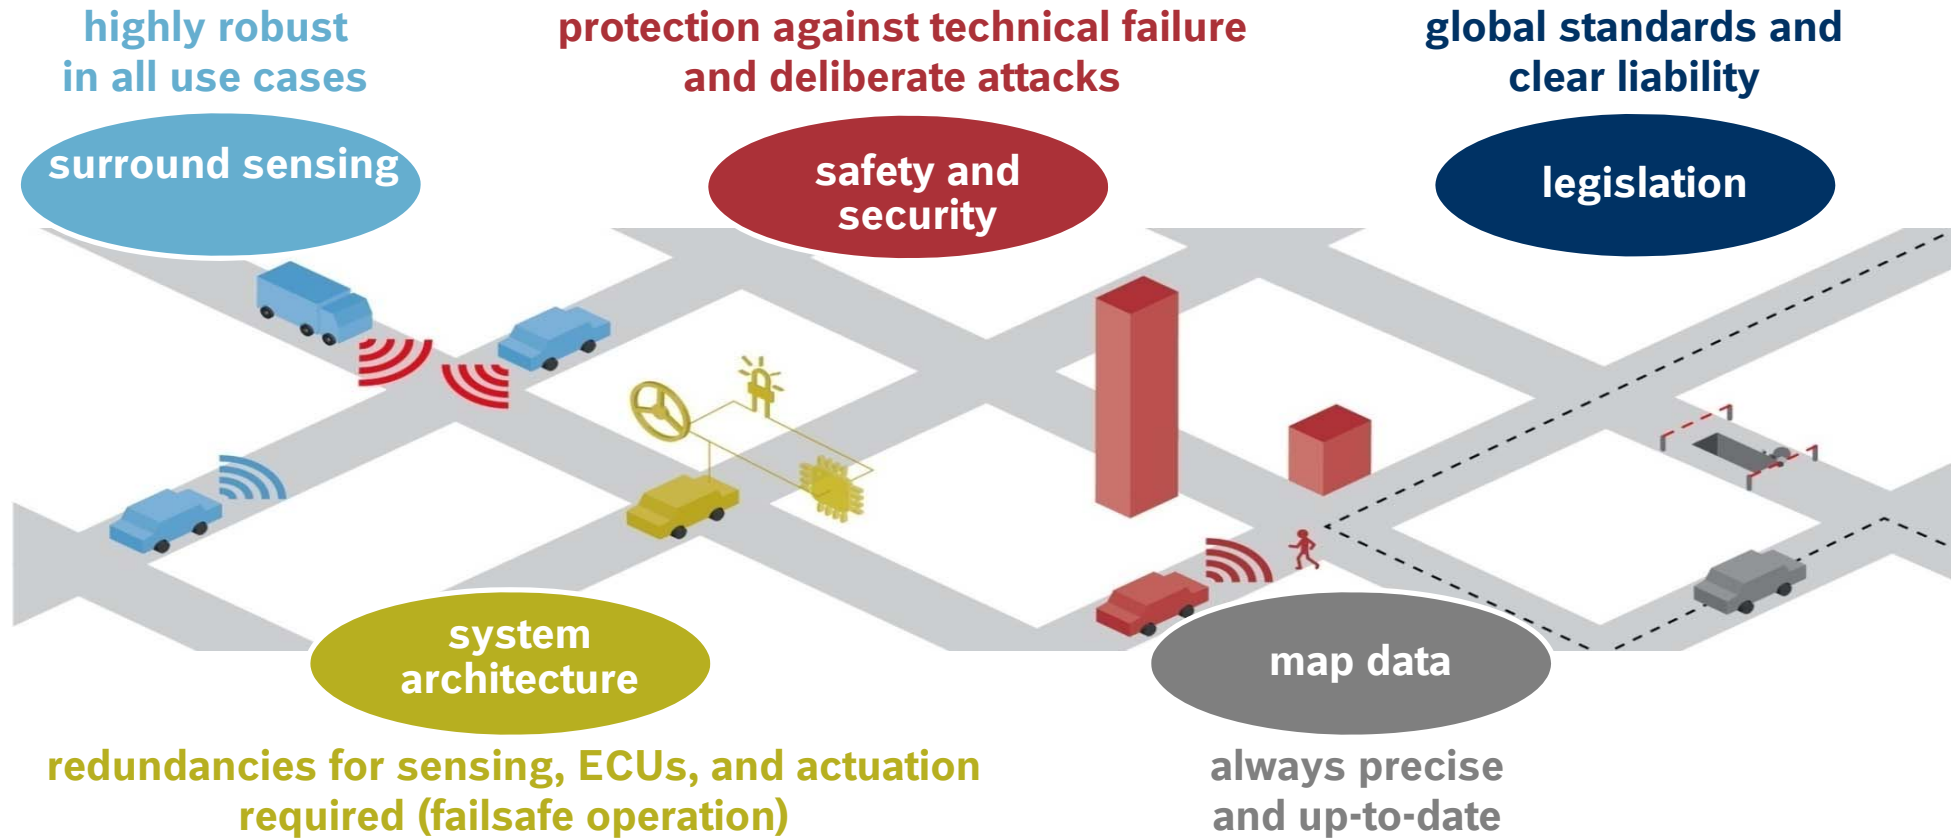 highly robust
in all use cases
surround sensing
protection against technical failure
and deliberate attacks
safety and
security
global standards and
clear liability
legislation
system
architecture
redundancies for sensing, ECUs, and actuation
required (failsafe operation)
map data
always precise
and up-to-date